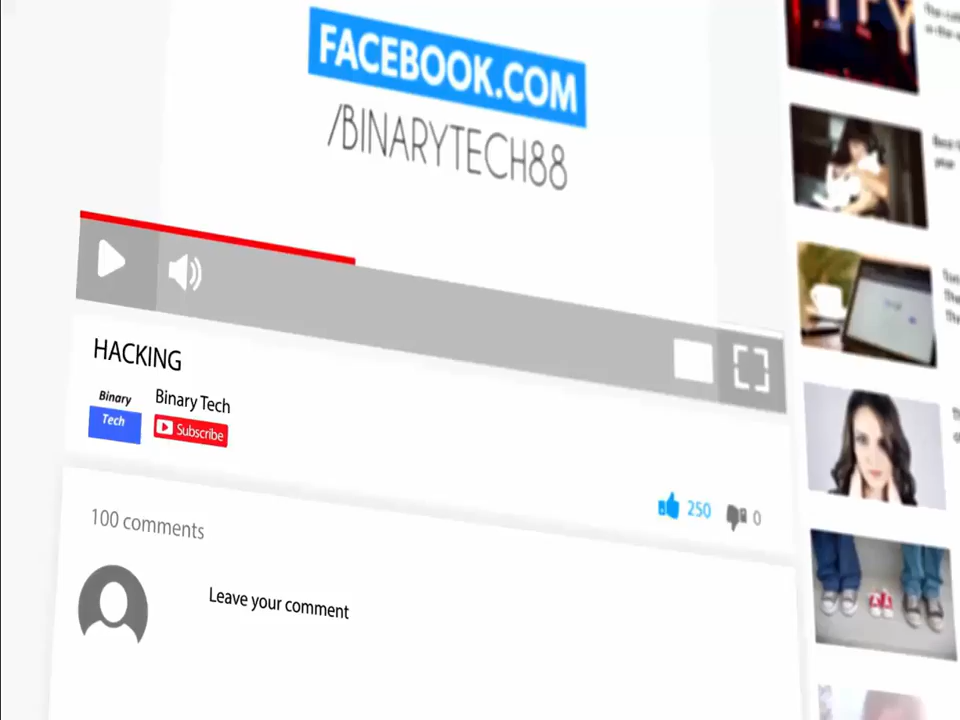 FACEBOOK.COM
/BINARYTECH88
HACKING
Binary
Tech
Binary Tech
Subscribe
250
0
100 comments
Leave your comment